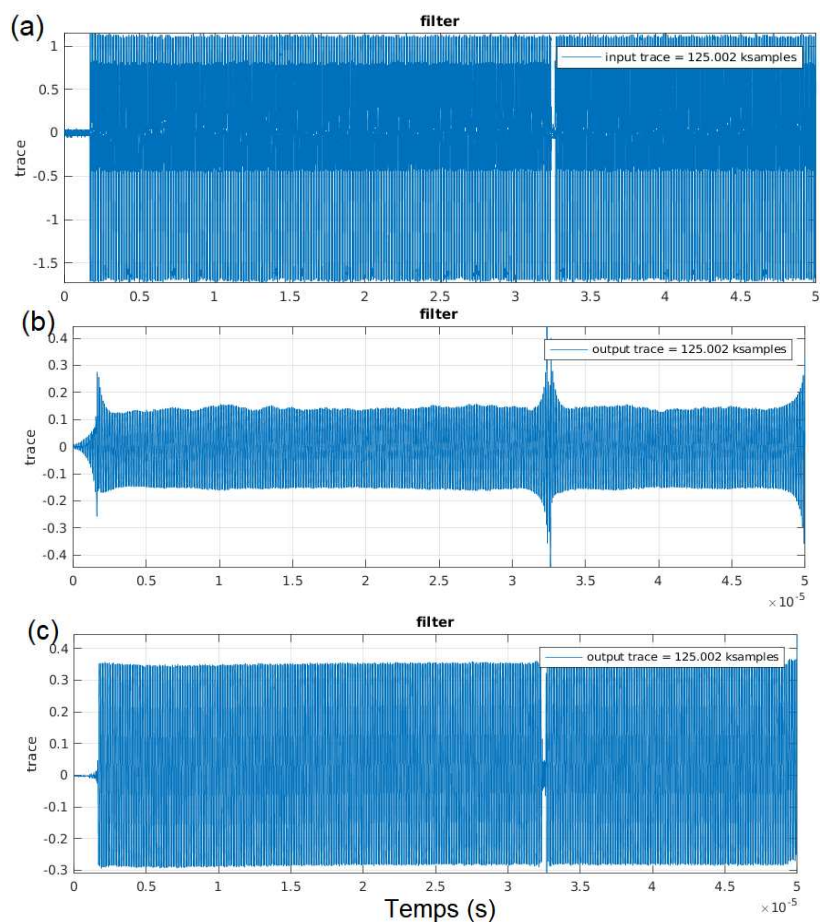 (a)
filter
input trace = 125.002 ksamples
trace
1
0.5
0
-0.5
-1
-1.5
0 0.5 1 1.5 2 2.5 3 3.5 4 4.5 5
(b)
filter
output trace = 125.002 ksamples
trace
0.4
0.3
0.2
0.1
0
-0.1
-0.2
-0.3
-0.4
0 0.5 1 1.5 2 2.5 3 3.5 4 4.5 5
×10⁻⁵
(c)
filter
output trace = 125.002 ksamples
trace
0.4
0.3
0.2
0.1
0
-0.1
-0.2
-0.3
0 0.5 1 1.5 2 2.5 3 3.5 4 4.5 5
Temps (s)
×10⁻⁵